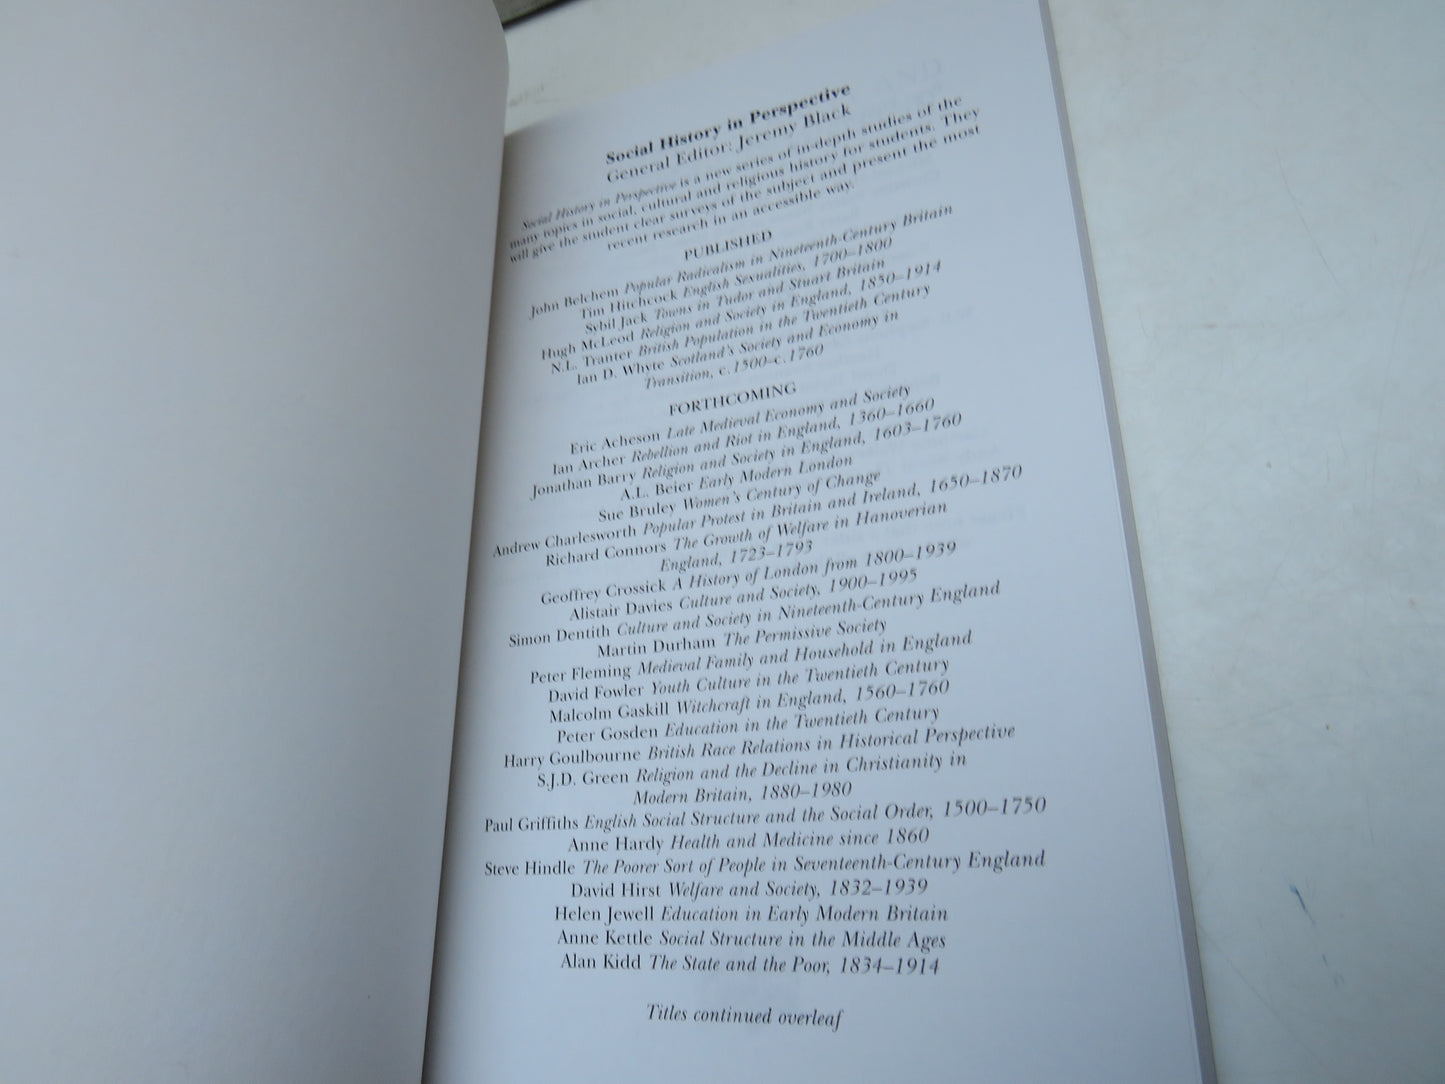 Social History in Perspective
General Editor: Jeremy Black
Social History in Perspective is a new series of in-depth studies of the
many topics in social, cultural and religious history for students. They
will give the student clear surveys of the subject and present the most
recent research in an accessible way.
PUBLISHED
John Belchem Popular Radicalism in Nineteenth-Century Britain
Tim Hitchcock English Sexualities, 1700–1800
Sybil Jack Towns in Tudor and Stuart Britain
Hugh McLeod Religion and Society in England, 1850–1914
N.L. Tranter British Population in the Twentieth Century
Ian D. Whyte Scotland's Society and Economy in
Transition, c.1500–c.1760
FORTHCOMING
Eric Acheson Late Medieval Economy and Society
Ian Archer Rebellion and Riot in England, 1360–1660
Jonathan Barry Religion and Society in England, 1603–1760
A.L. Beier Early Modern London
Sue Bruley Women's Century of Change
Andrew Charlesworth Popular Protest in Britain and Ireland, 1650–1870
Richard Connors The Growth of Welfare in Hanoverian
England, 1723–1793
Geoffrey Crossick A History of London from 1800–1939
Alistair Davies Culture and Society, 1900–1995
Simon Dentith Culture and Society in Nineteenth-Century England
Martin Durham The Permissive Society
Peter Fleming Medieval Family and Household in England
David Fowler Youth Culture in the Twentieth Century
Malcolm Gaskill Witchcraft in England, 1560–1760
Peter Gosden Education in the Twentieth Century
Harry Goulbourne British Race Relations in Historical Perspective
S.J.D. Green Religion and the Decline in Christianity in
Modern Britain, 1880–1980
Paul Griffiths English Social Structure and the Social Order, 1500–1750
Anne Hardy Health and Medicine since 1860
Steve Hindle The Poorer Sort of People in Seventeenth-Century England
David Hirst Welfare and Society, 1832–1939
Helen Jewell Education in Early Modern Britain
Anne Kettle Social Structure in the Middle Ages
Alan Kidd The State and the Poor, 1834–1914
Titles continued overleaf